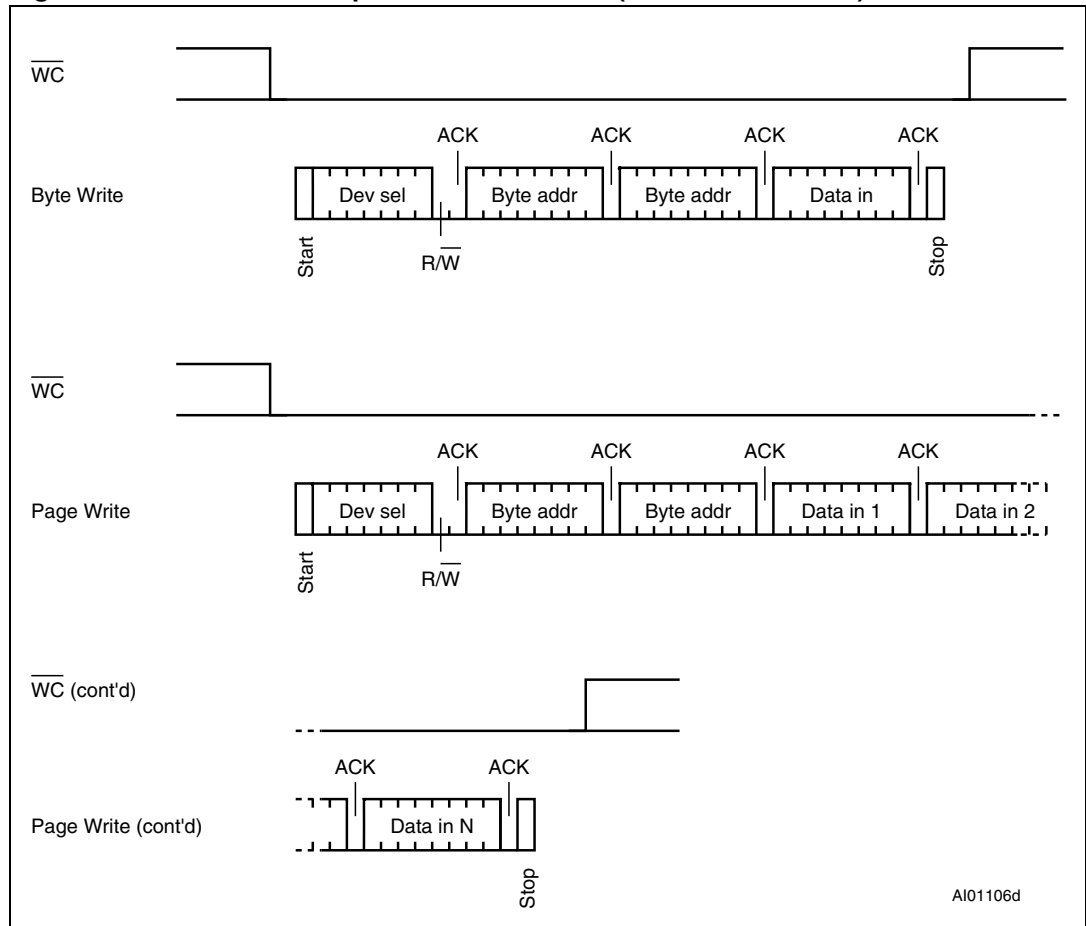 WC
ACK ACK ACK ACK
Byte Write Dev sel Byte addr Byte addr Data in
Start R/W Stop
WC
ACK ACK ACK ACK
Page Write Dev sel Byte addr Byte addr Data in 1 Data in 2
Start R/W
WC (cont'd)
ACK ACK
Page Write (cont'd) Data in N
Stop
AI01106d